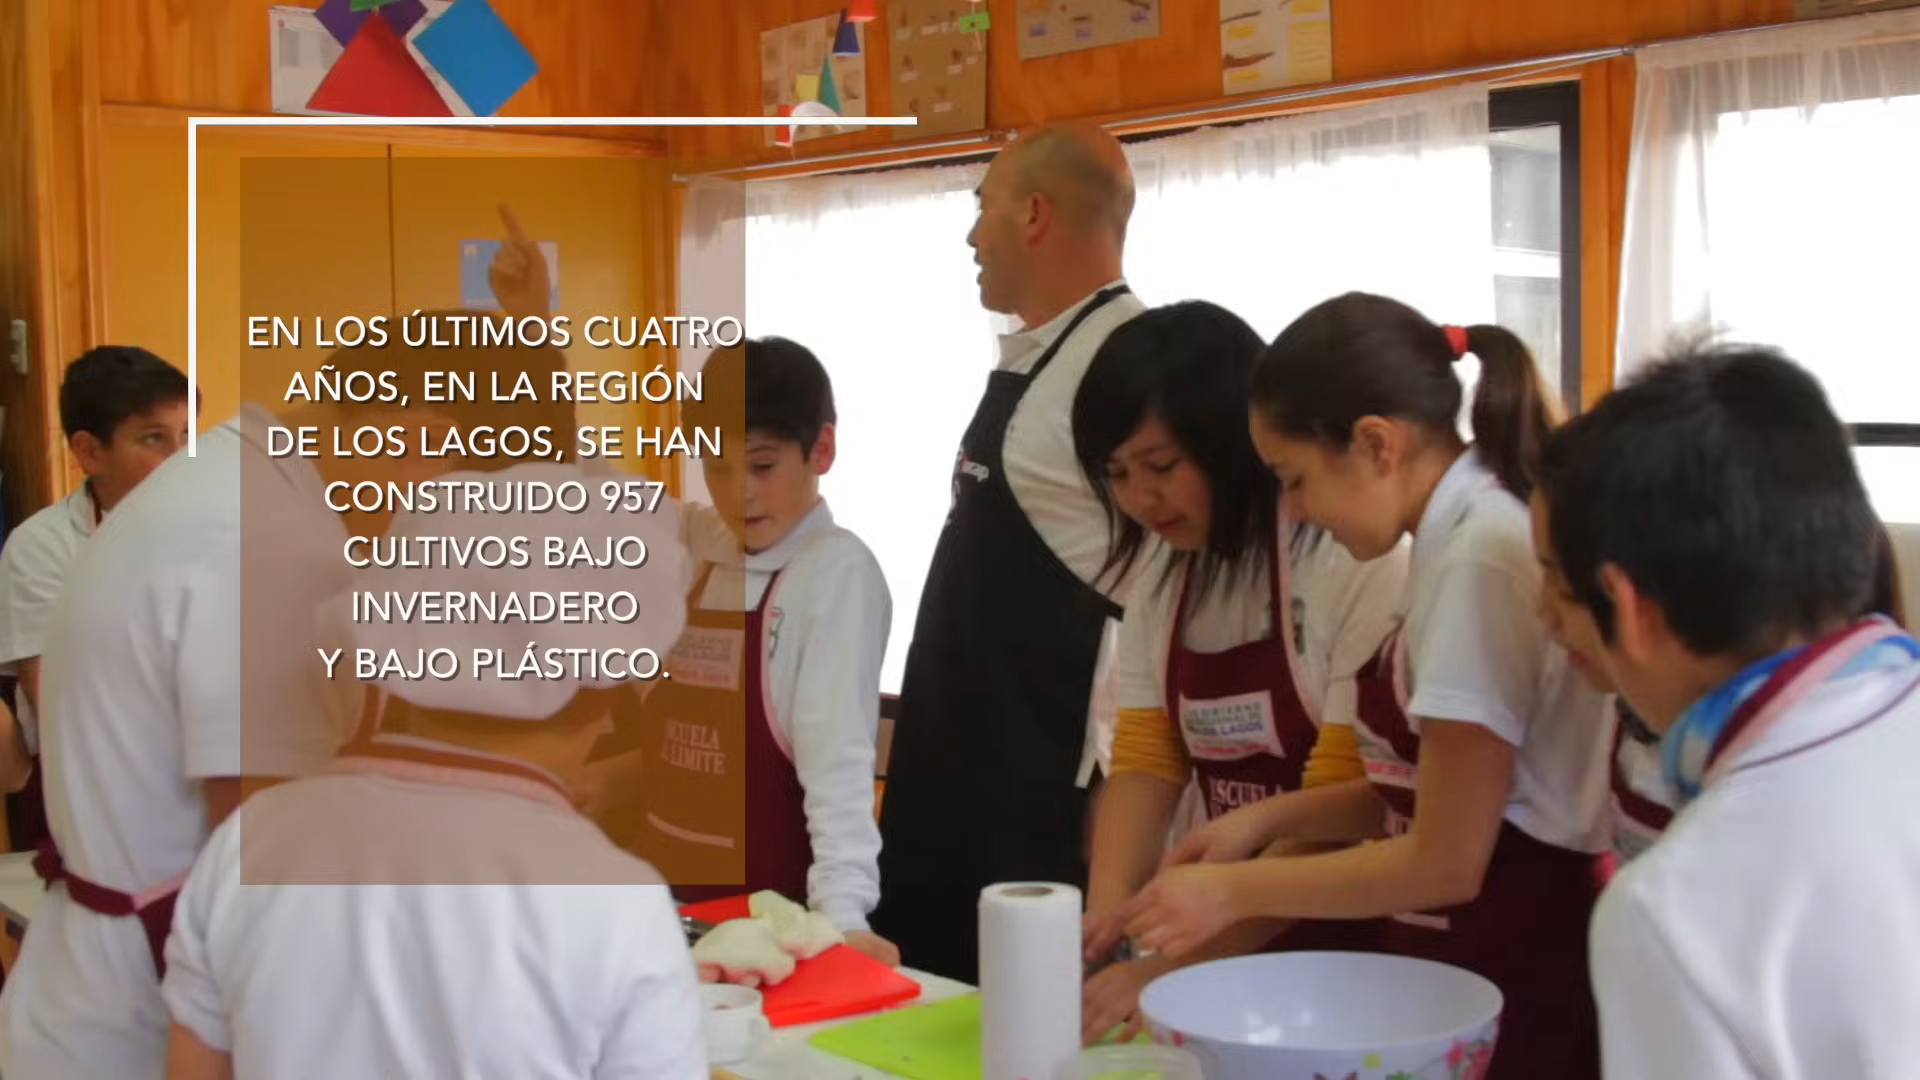 EN LOS ÚLTIMOS CUATRO
AÑOS, EN LA REGIÓN
DE LOS LAGOS, SE HAN
CONSTRUIDO 957
CULTIVOS BAJO
INVERNADERO
Y BAJO PLÁSTICO.